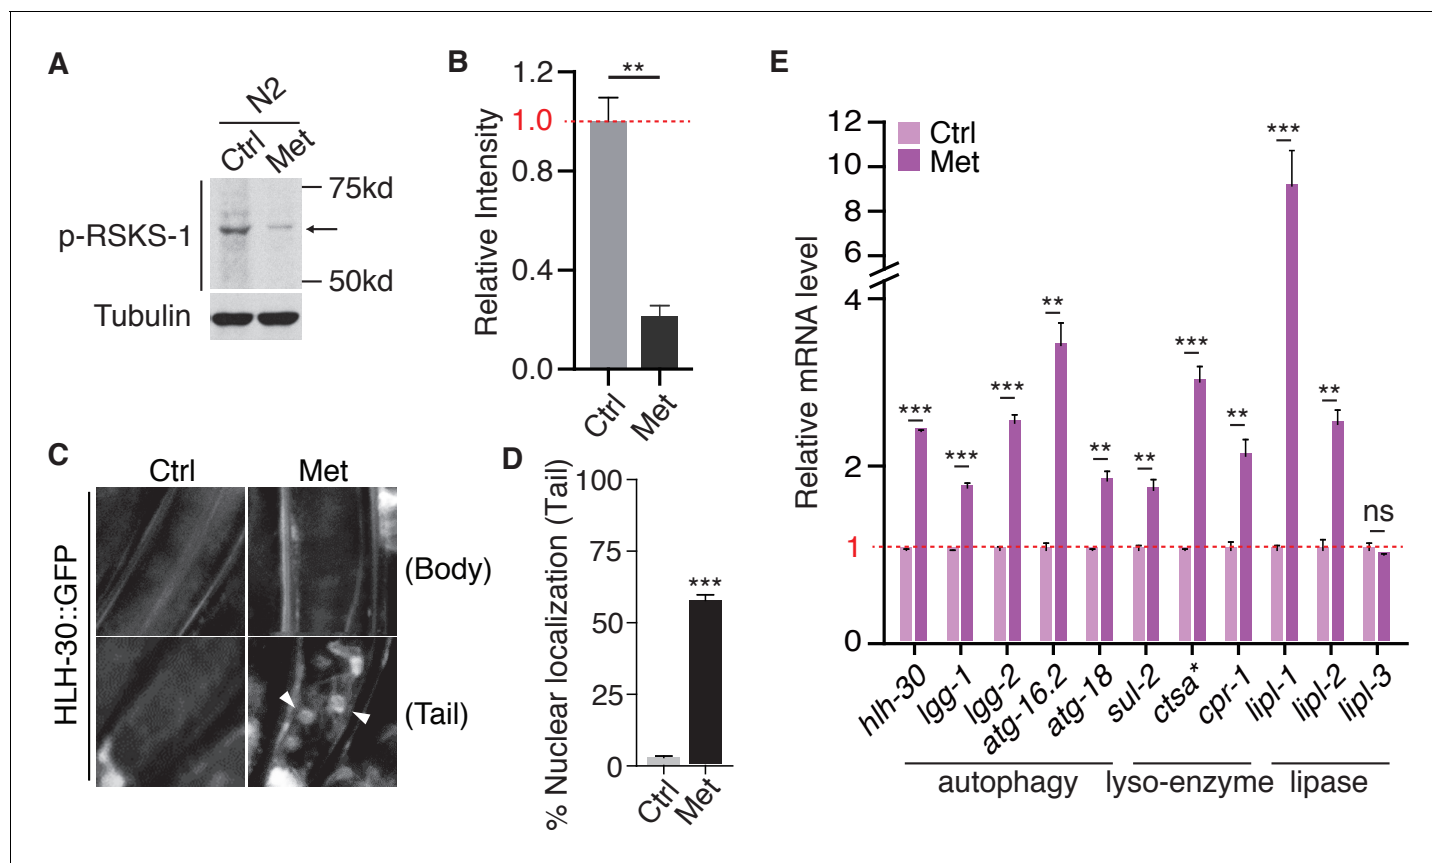 A
N2
Ctrl
Met
75kd
p-RSKS-1
50kd
Tubulin
B
Relative Intensity
1.2
1.0
0.8
0.4
0.0
**
Ctrl
Met
C
Ctrl
Met
HLH-30::GFP
(Body)
(Tail)
D
% Nuclear localization (Tail)
100
75
50
25
0
***
Ctrl
Met
E
Relative mRNA level
12
10
8
6
4
2
1
0
Ctrl
Met
***
***
***
**
**
**
***
**
***
**
ns
hlh-30
lgg-1
lgg-2
atg-16.2
atg-18
sul-2
ctsa*
cpr-1
lipl-1
lipl-2
lipl-3
autophagy
lyso-enzyme
lipase